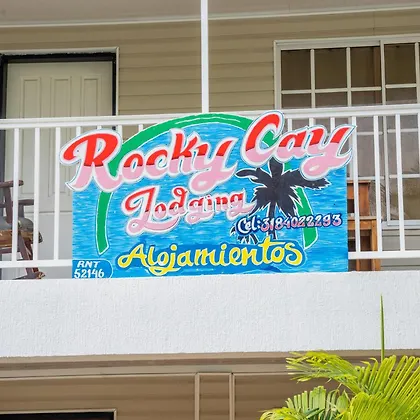 Rocky Cay
Lodging
Cel: 3184022293
Alojamientos
RNT
52146